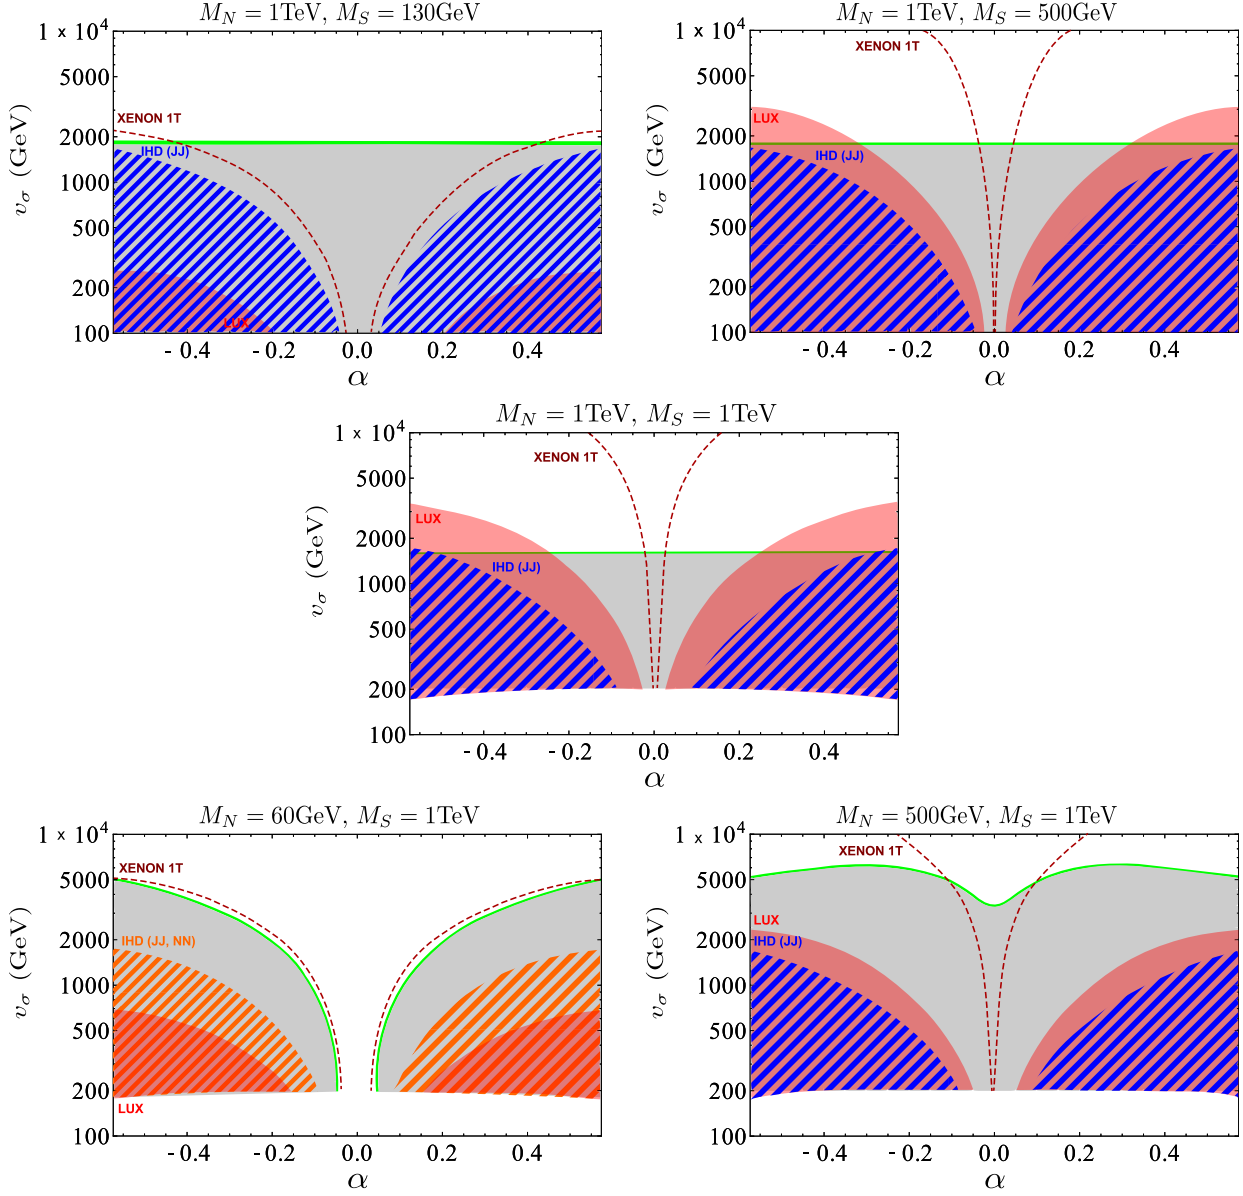 M_N = 1TeV, M_S = 130GeV
1 × 10^4
5000
2000
1000
500
200
100
v_σ (GeV)
XENON 1T
IHD (JJ)
LUX
- 0.4 - 0.2 0.0 0.2 0.4
α
M_N = 1TeV, M_S = 500GeV
1 × 10^4
5000
2000
1000
500
200
100
v_σ (GeV)
XENON 1T
LUX
IHD (JJ)
- 0.4 - 0.2 0.0 0.2 0.4
α
M_N = 1TeV, M_S = 1TeV
1 × 10^4
5000
2000
1000
500
200
100
v_σ (GeV)
XENON 1T
LUX
IHD (JJ)
- 0.4 - 0.2 0.0 0.2 0.4
α
M_N = 60GeV, M_S = 1TeV
1 × 10^4
5000
2000
1000
500
200
100
v_σ (GeV)
XENON 1T
IHD (JJ, NN)
LUX
- 0.4 - 0.2 0.0 0.2 0.4
α
M_N = 500GeV, M_S = 1TeV
1 × 10^4
5000
2000
1000
500
200
100
v_σ (GeV)
XENON 1T
LUX
IHD (JJ)
- 0.4 - 0.2 0.0 0.2 0.4
α